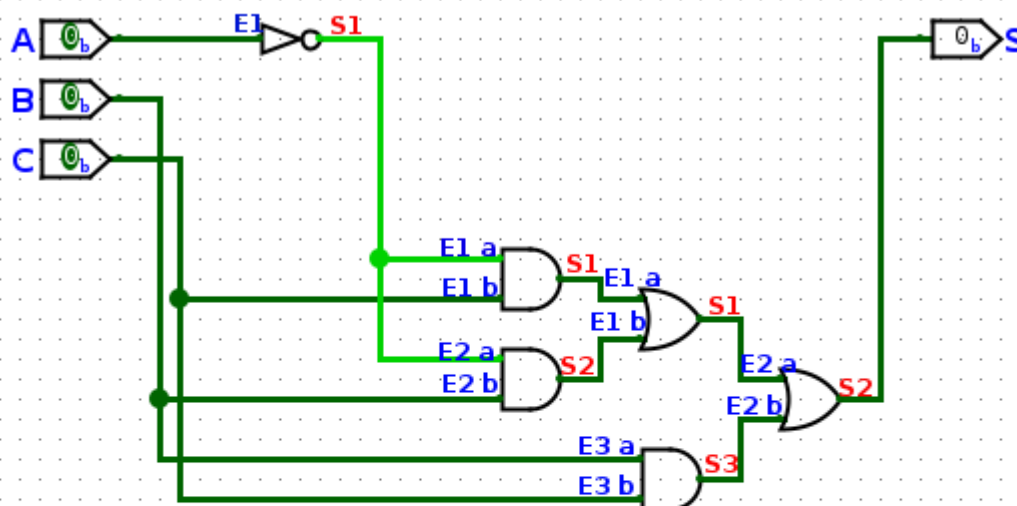 A 0b E1 S1 0b S
B 0b
C 0b
E1 a S1 E1 a
E1 b E1 b S1
E2 a S2 E2 a S2
E2 b E2 b
E3 a S3
E3 b